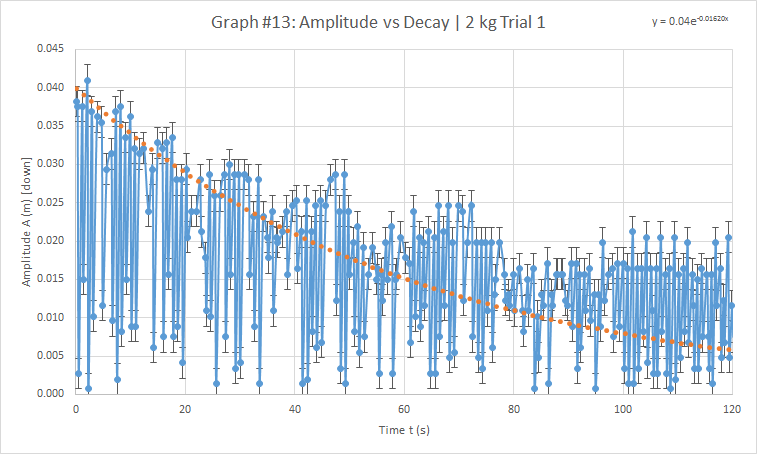 Graph #13: Amplitude vs Decay | 2 kg Trial 1
y = 0.04e^-0.01620x
0.045
0.040
0.035
0.030
0.025
0.020
0.015
0.010
0.005
0.000
Amplitude A (m) [down]
0 20 40 60 80 100 120
Time t (s)